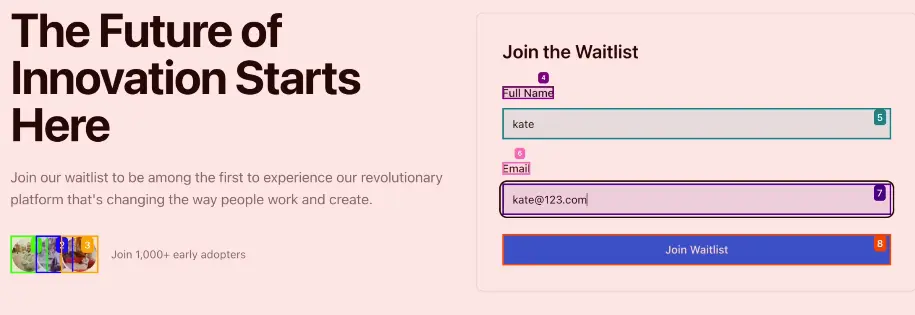 The Future of
Innovation Starts
Here
Join our waitlist to be among the first to experience our revolutionary
platform that's changing the way people work and create.
2
3
Join 1,000+ early adopters
Join the Waitlist
4
Full Name
kate
5
6
Email
kate@123.com
7
Join Waitlist
8